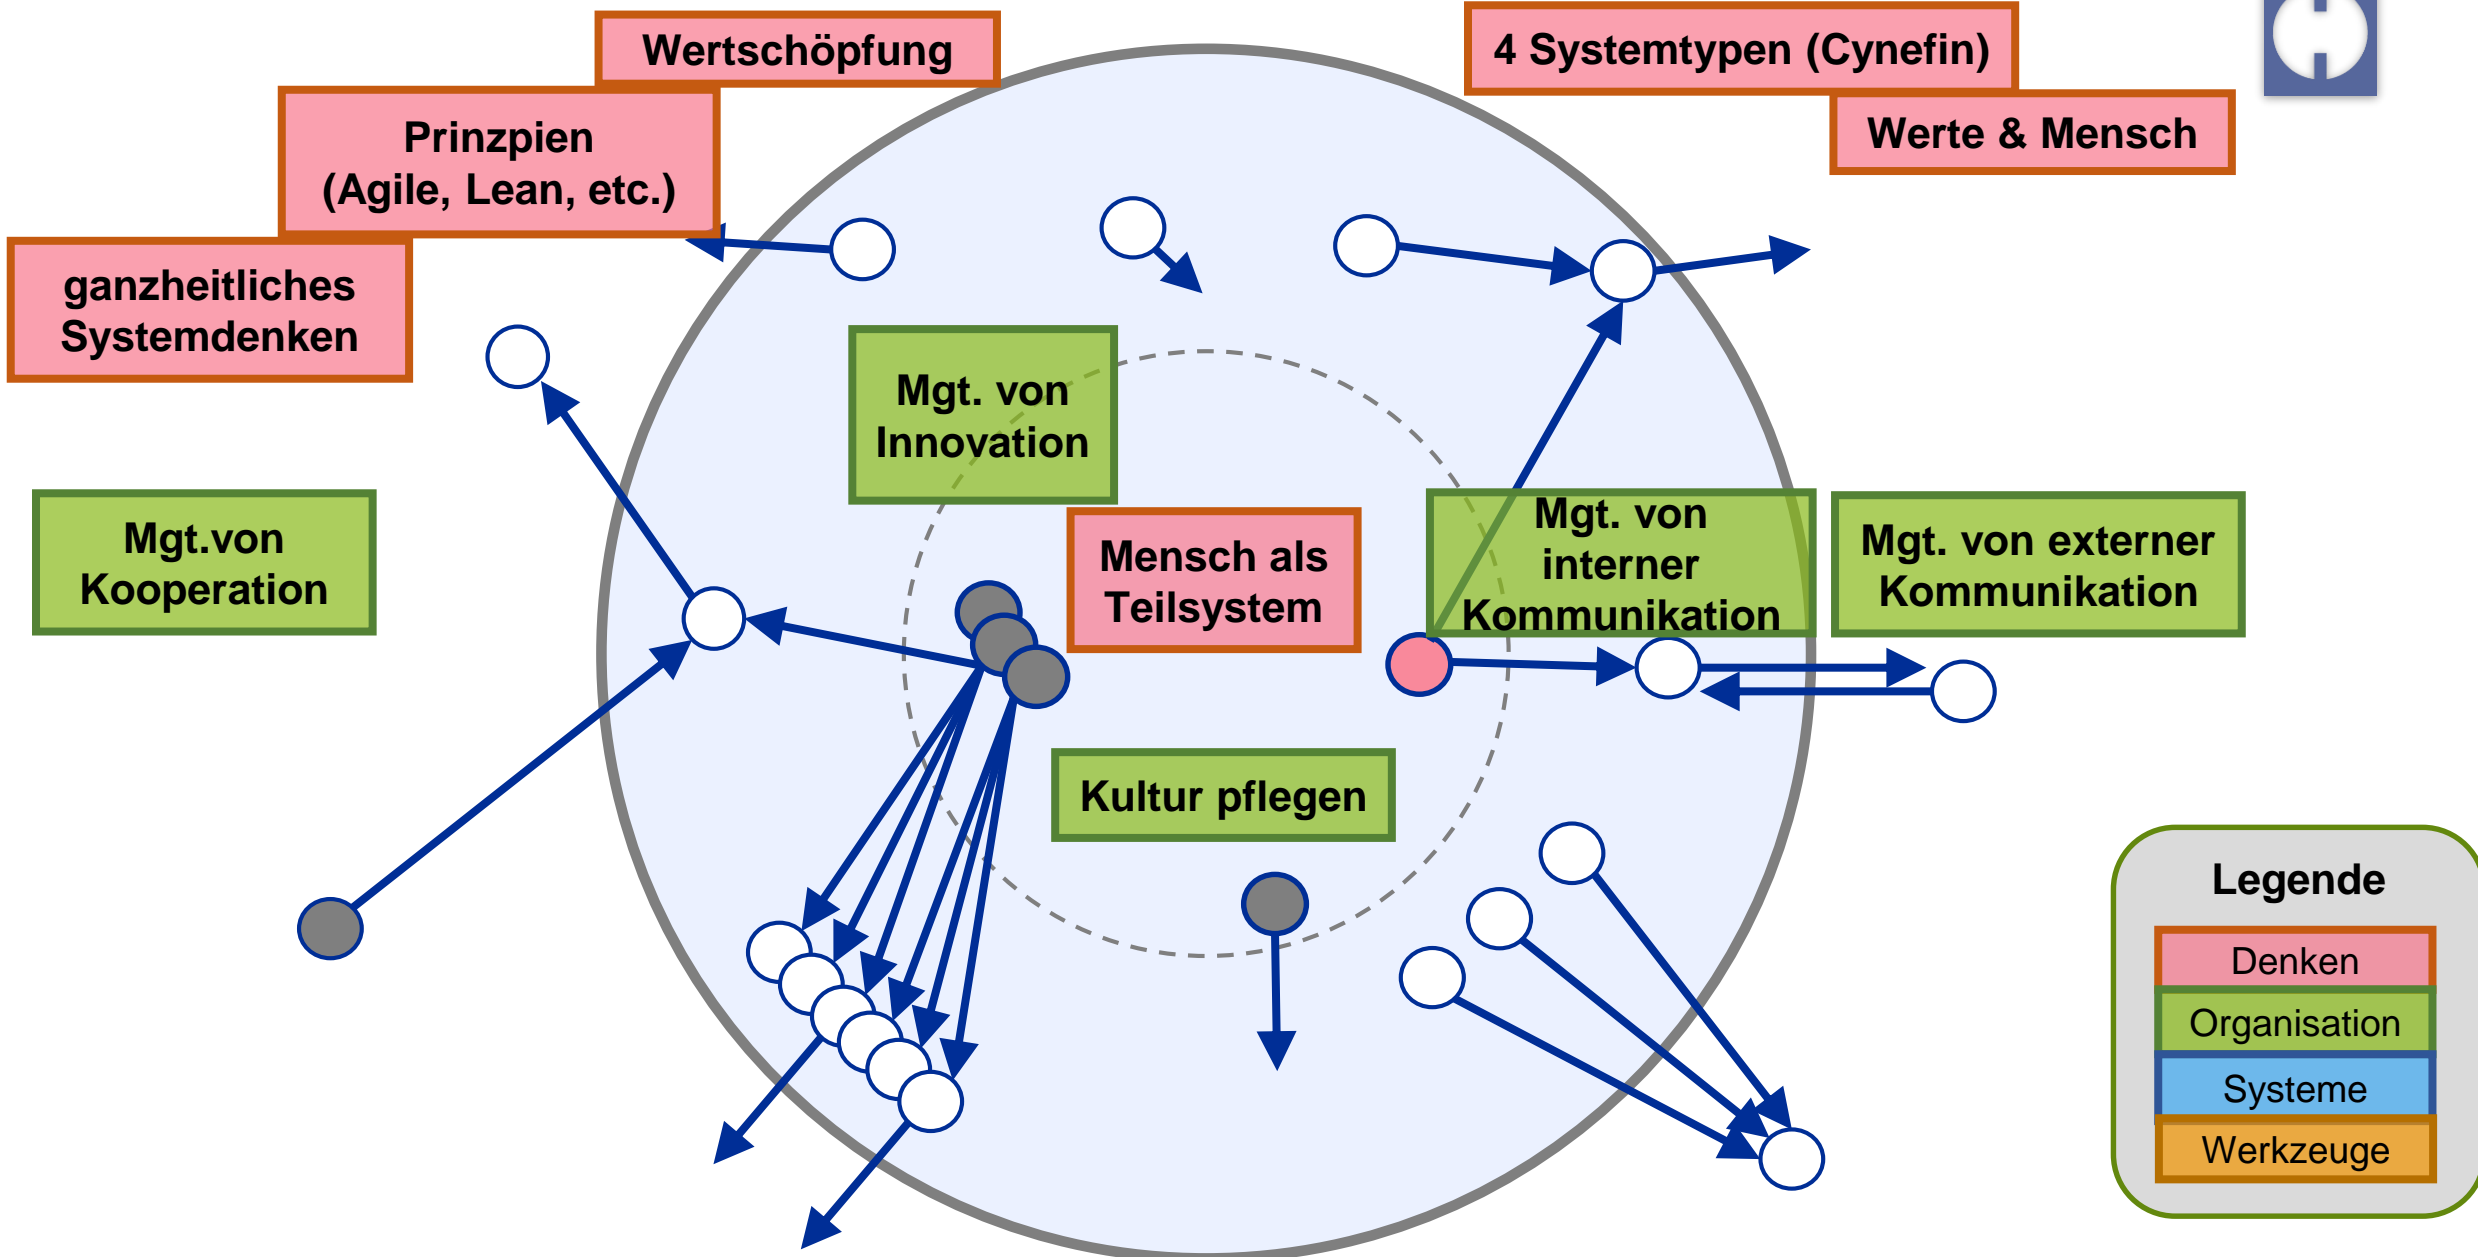 Wertschöpfung
4 Systemtypen (Cynefin)
Prinzpien
(Agile, Lean, etc.)
Werte & Mensch
ganzheitliches
Systemdenken
Mgt. von
Innovation
Mgt.von
Kooperation
Mensch als
Teilsystem
Mgt. von
interner
Kommunikation
Mgt. von externer
Kommunikation
Kultur pflegen
Legende
Denken
Organisation
Systeme
Werkzeuge